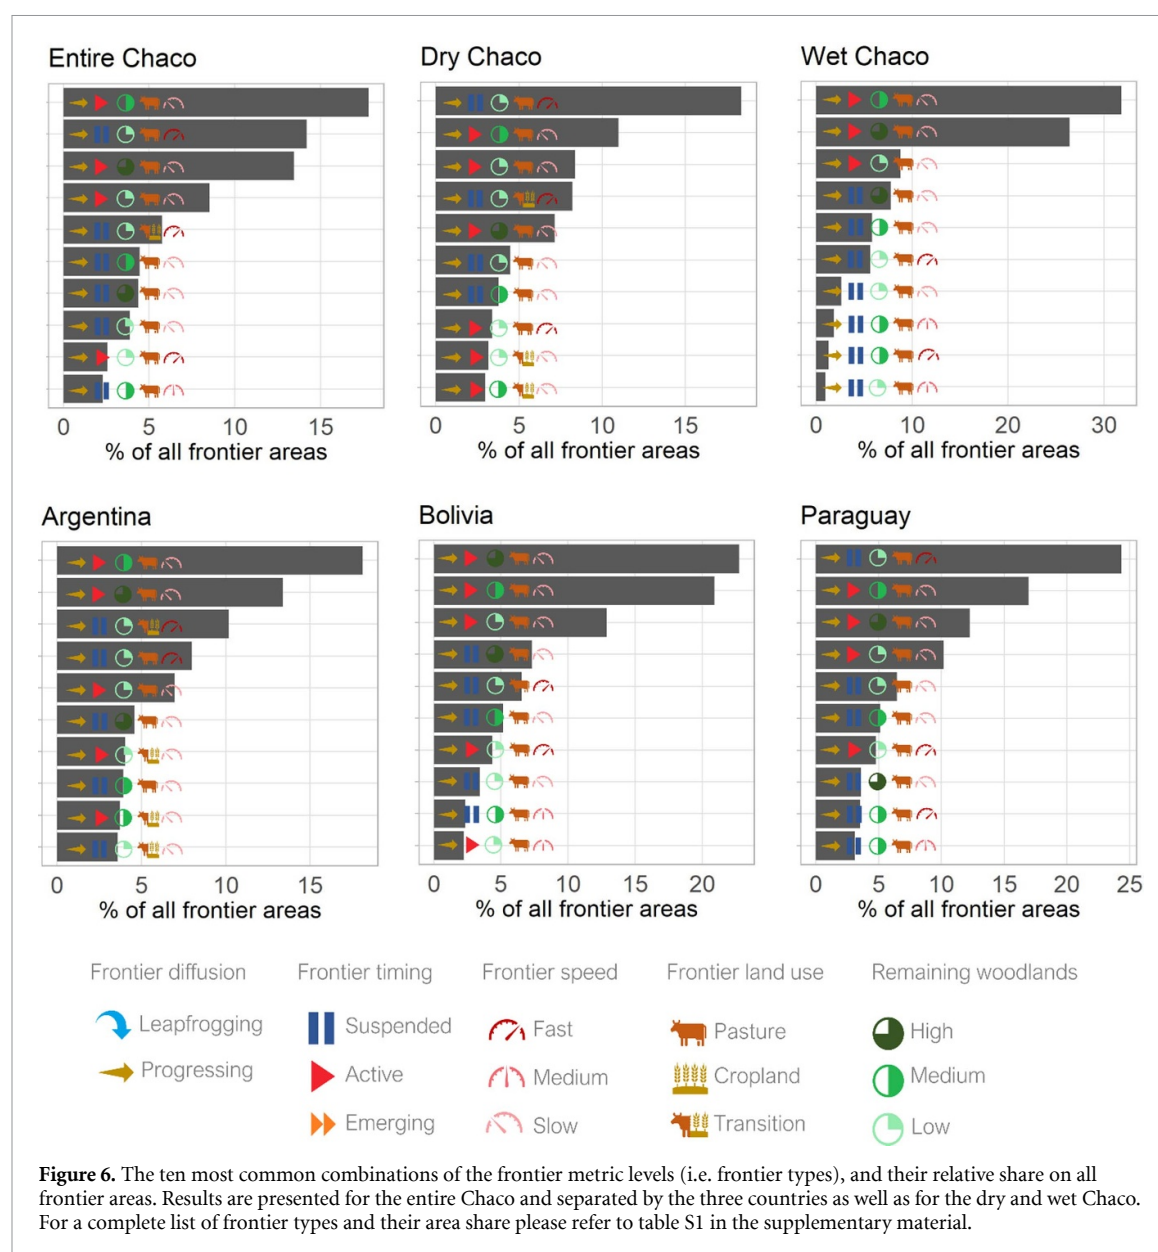 Entire Chaco
Dry Chaco
Wet Chaco
0 5 10 15
0 5 10 15
0 10 20 30
% of all frontier areas
% of all frontier areas
% of all frontier areas
Argentina
Bolivia
Paraguay
0 5 10 15
0 5 10 15 20
0 5 10 15 20 25
% of all frontier areas
% of all frontier areas
% of all frontier areas
Frontier diffusion
Leapfrogging
Progressing
Frontier timing
Suspended
Active
Emerging
Frontier speed
Fast
Medium
Slow
Frontier land use
Pasture
Cropland
Transition
Remaining woodlands
High
Medium
Low
Figure 6. The ten most common combinations of the frontier metric levels (i.e. frontier types), and their relative share on all
frontier areas. Results are presented for the entire Chaco and separated by the three countries as well as for the dry and wet Chaco.
For a complete list of frontier types and their area share please refer to table S1 in the supplementary material.